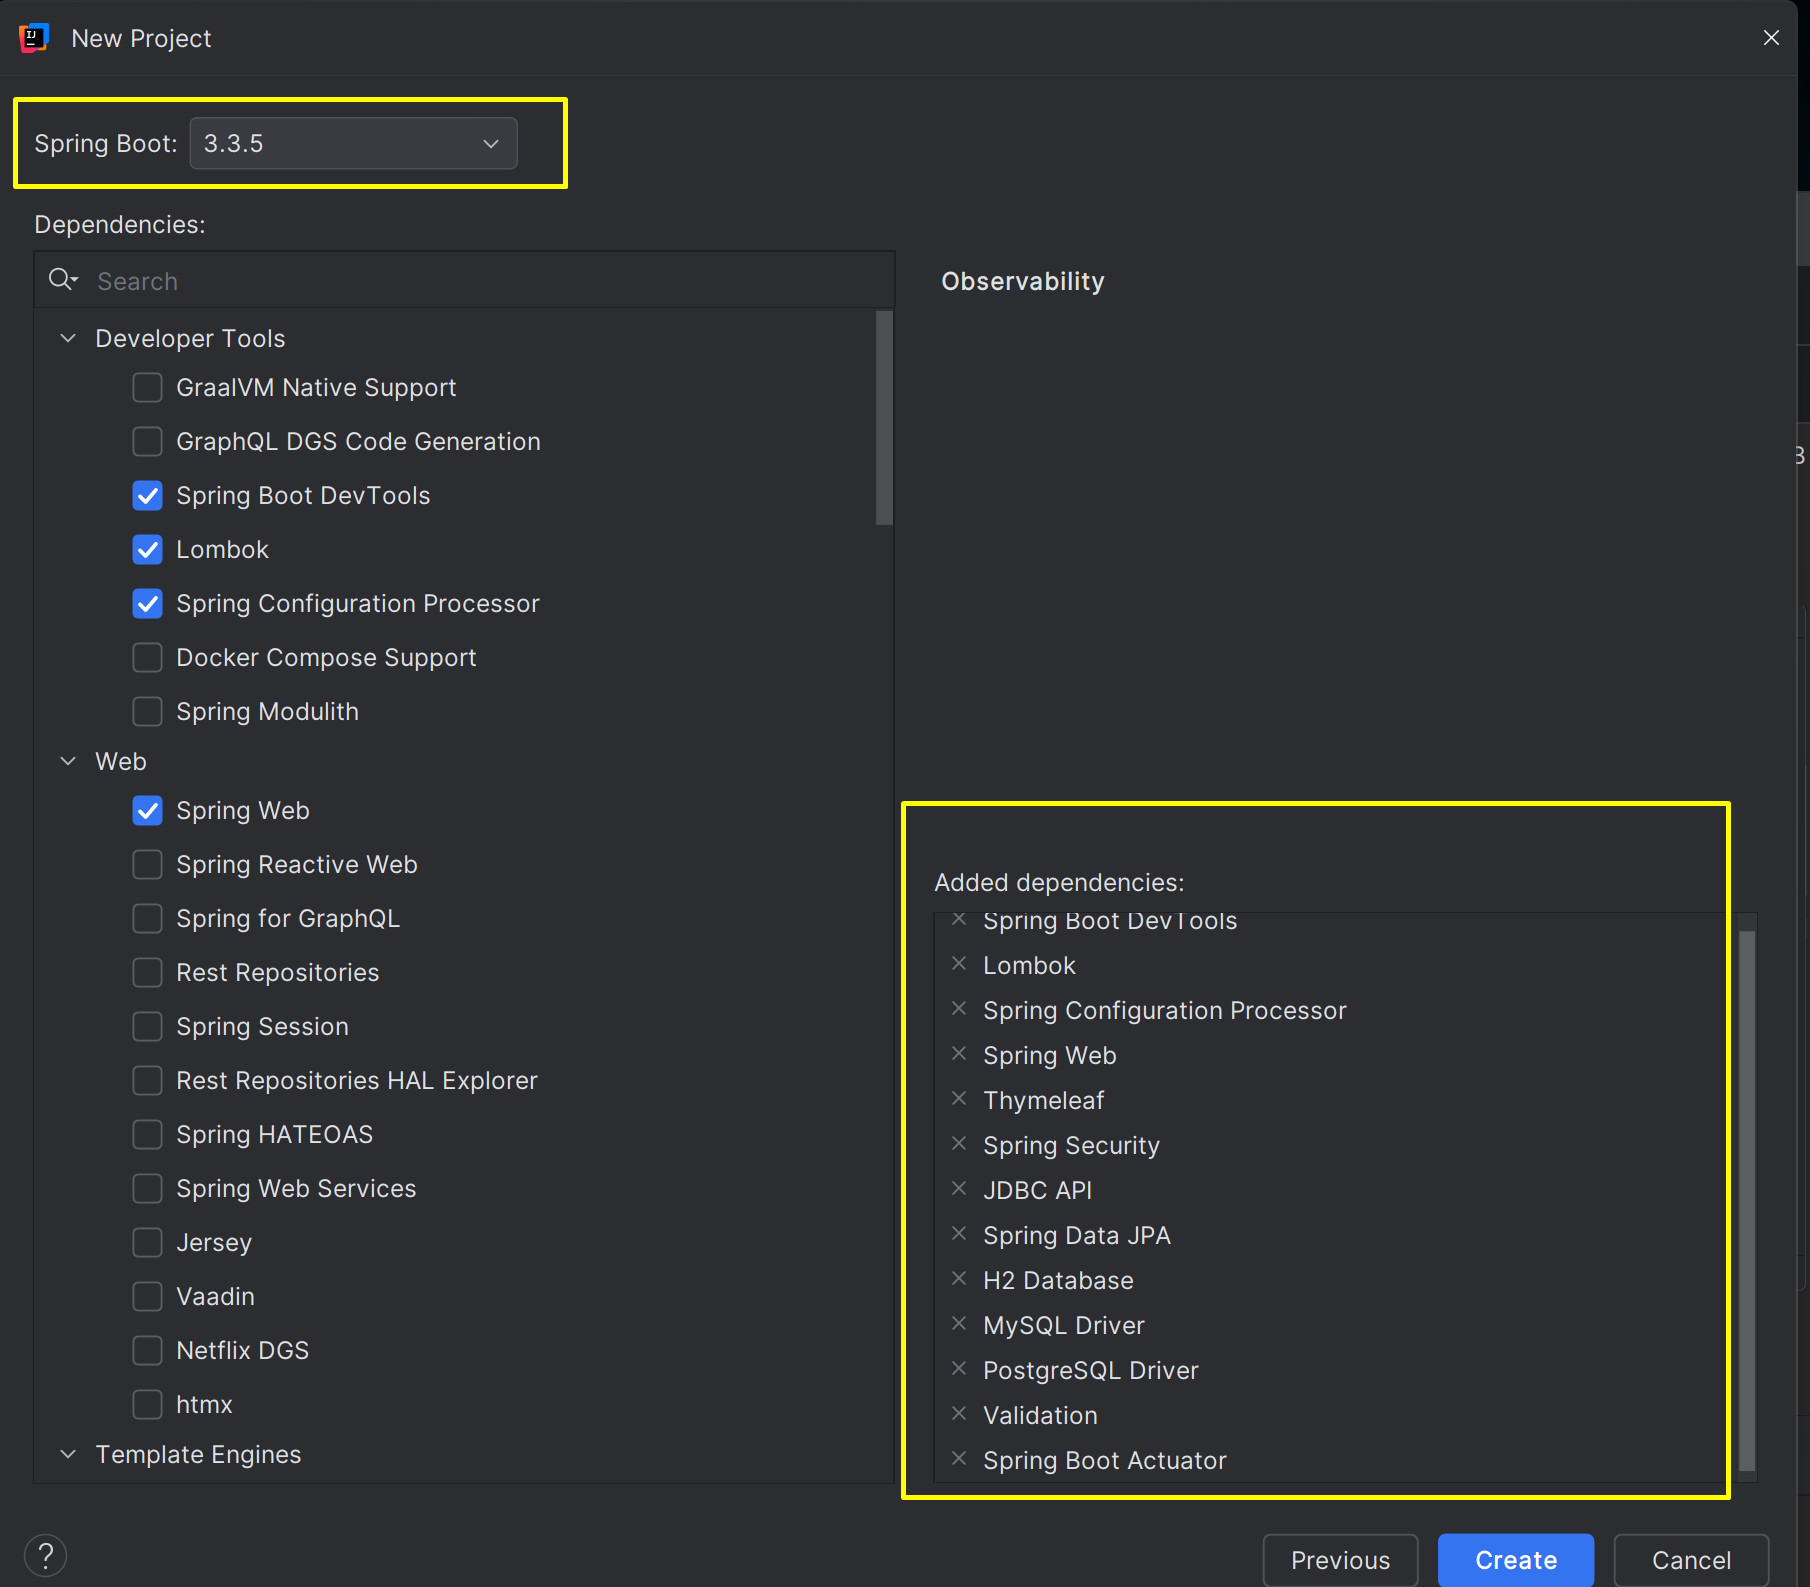 New Project
Spring Boot: 3.3.5
Dependencies:
Search
Developer Tools
GraalVM Native Support
GraphQL DGS Code Generation
Spring Boot DevTools
Lombok
Spring Configuration Processor
Docker Compose Support
Spring Modulith
Web
Spring Web
Spring Reactive Web
Spring for GraphQL
Rest Repositories
Spring Session
Rest Repositories HAL Explorer
Spring HATEOAS
Spring Web Services
Jersey
Vaadin
Netflix DGS
htmx
Template Engines
Observability
Added dependencies:
Spring Boot DevTools
Lombok
Spring Configuration Processor
Spring Web
Thymeleaf
Spring Security
JDBC API
Spring Data JPA
H2 Database
MySQL Driver
PostgreSQL Driver
Validation
Spring Boot Actuator
?
Previous
Create
Cancel